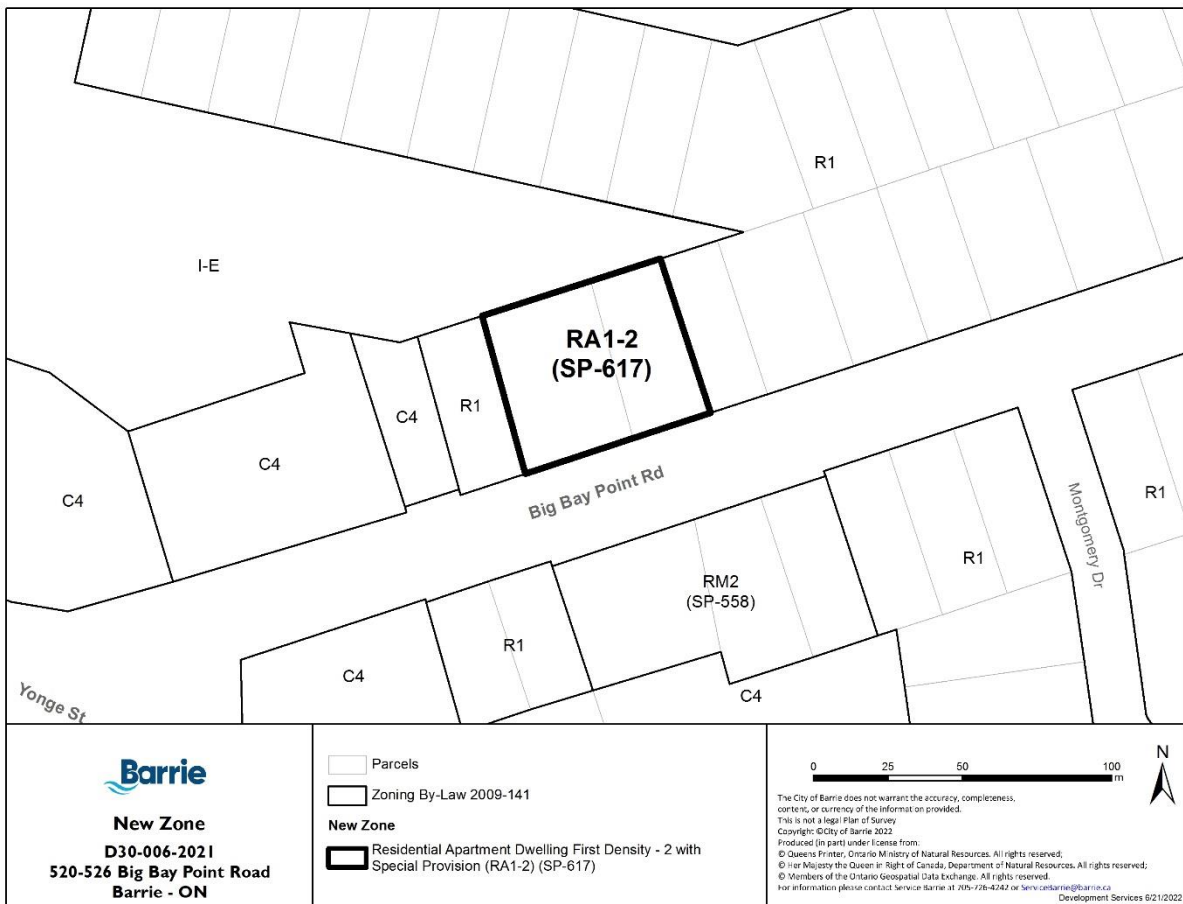 R1
I-E
RA1-2
(SP-617)
C4
R1
C4
C4
Big Bay Point Rd
Montgomery Dr
R1
R1
RM2
(SP-558)
R1
C4
C4
Yonge St
Barrie
New Zone
D30-006-2021
520-526 Big Bay Point Road
Barrie - ON
Parcels
Zoning By-Law 2009-141
New Zone
Residential Apartment Dwelling First Density - 2 with
Special Provision (RA1-2) (SP-617)
0 25 50 100
m
N
The City of Barrie does not warrant the accuracy, completeness,
content, or currency of the information provided.
This is not a legal Plan of Survey
Copyright: ©City of Barrie 2022
Produced (in part) under license from:
© Queens Printer, Ontario Ministry of Natural Resources. All rights reserved;
© Her Majesty the Queen in Right of Canada, Department of Natural Resources. All rights reserved;
© Members of the Ontario Geospatial Data Exchange. All rights reserved.
For information please contact Service Barrie at 705-726-4242 or ServiceBarrie@barrie.ca
Development Services 6/21/2022